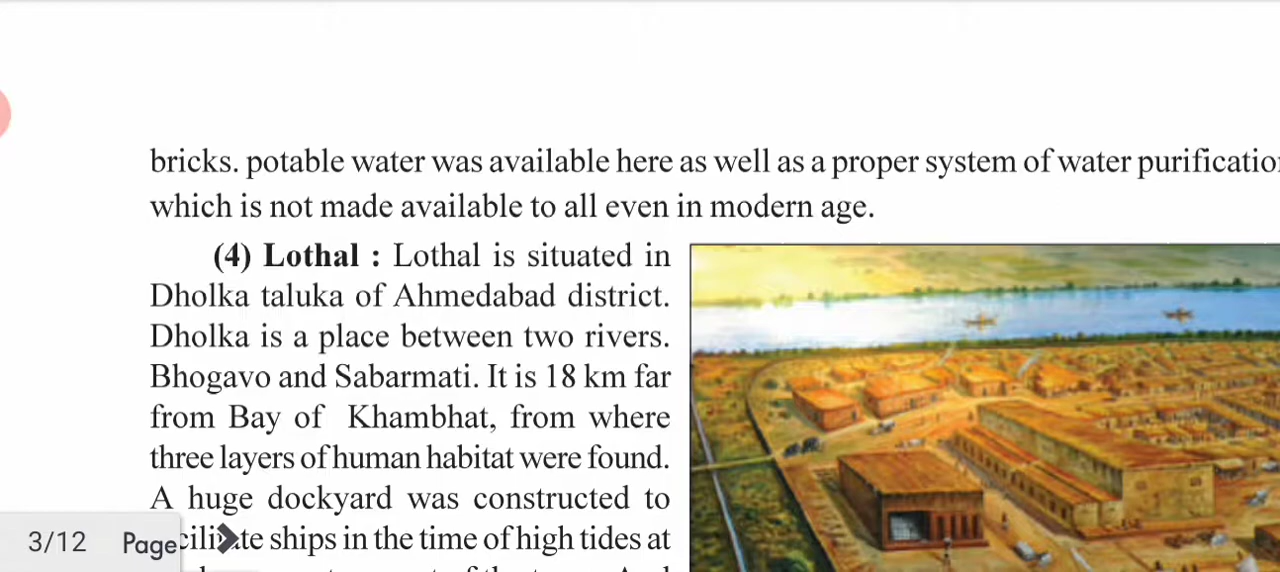 bricks. potable water was available here as well as a proper system of water
which is not made available to all even in modern age.
(4) Lothal : Lothal is situated in
Dholka taluka of Ahmedabad district.
Dholka is a place between two rivers.
Bhogavo and Sabarmati. It is 18 km far
from Bay of Khambhat, from where
three layers of human habitat were found.
A huge dockyard was constructed to
ships in the time of high tides at
3/12 Page